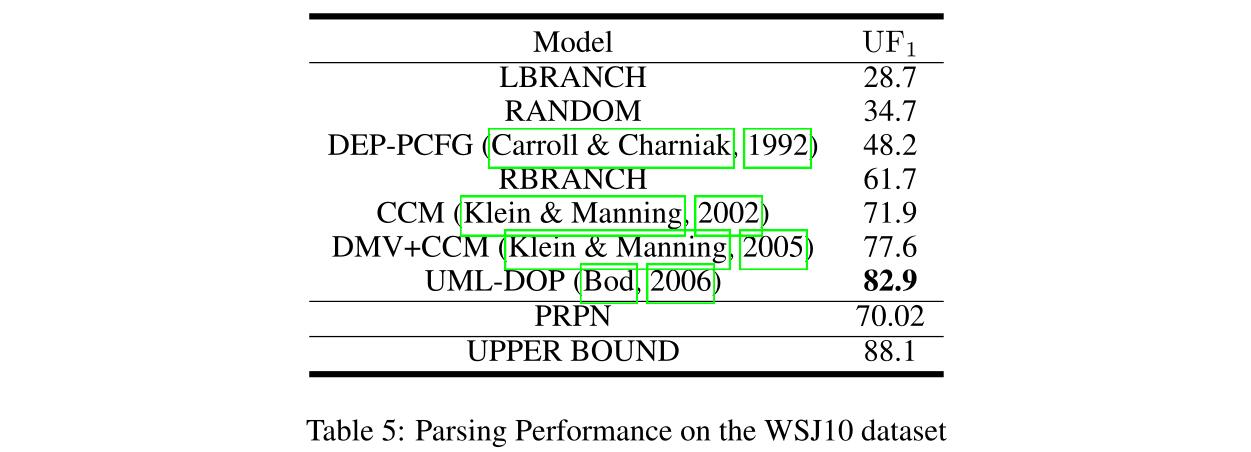 Model UF₁
LBRANCH 28.7
RANDOM 34.7
DEP-PCFG (Carroll & Charniak, 1992) 48.2
RBRANCH 61.7
CCM (Klein & Manning, 2002) 71.9
DMV+CCM (Klein & Manning, 2005) 77.6
UML-DOP (Bod, 2006) 82.9
PRPN 70.02
UPPER BOUND 88.1
Table 5: Parsing Performance on the WSJ10 dataset